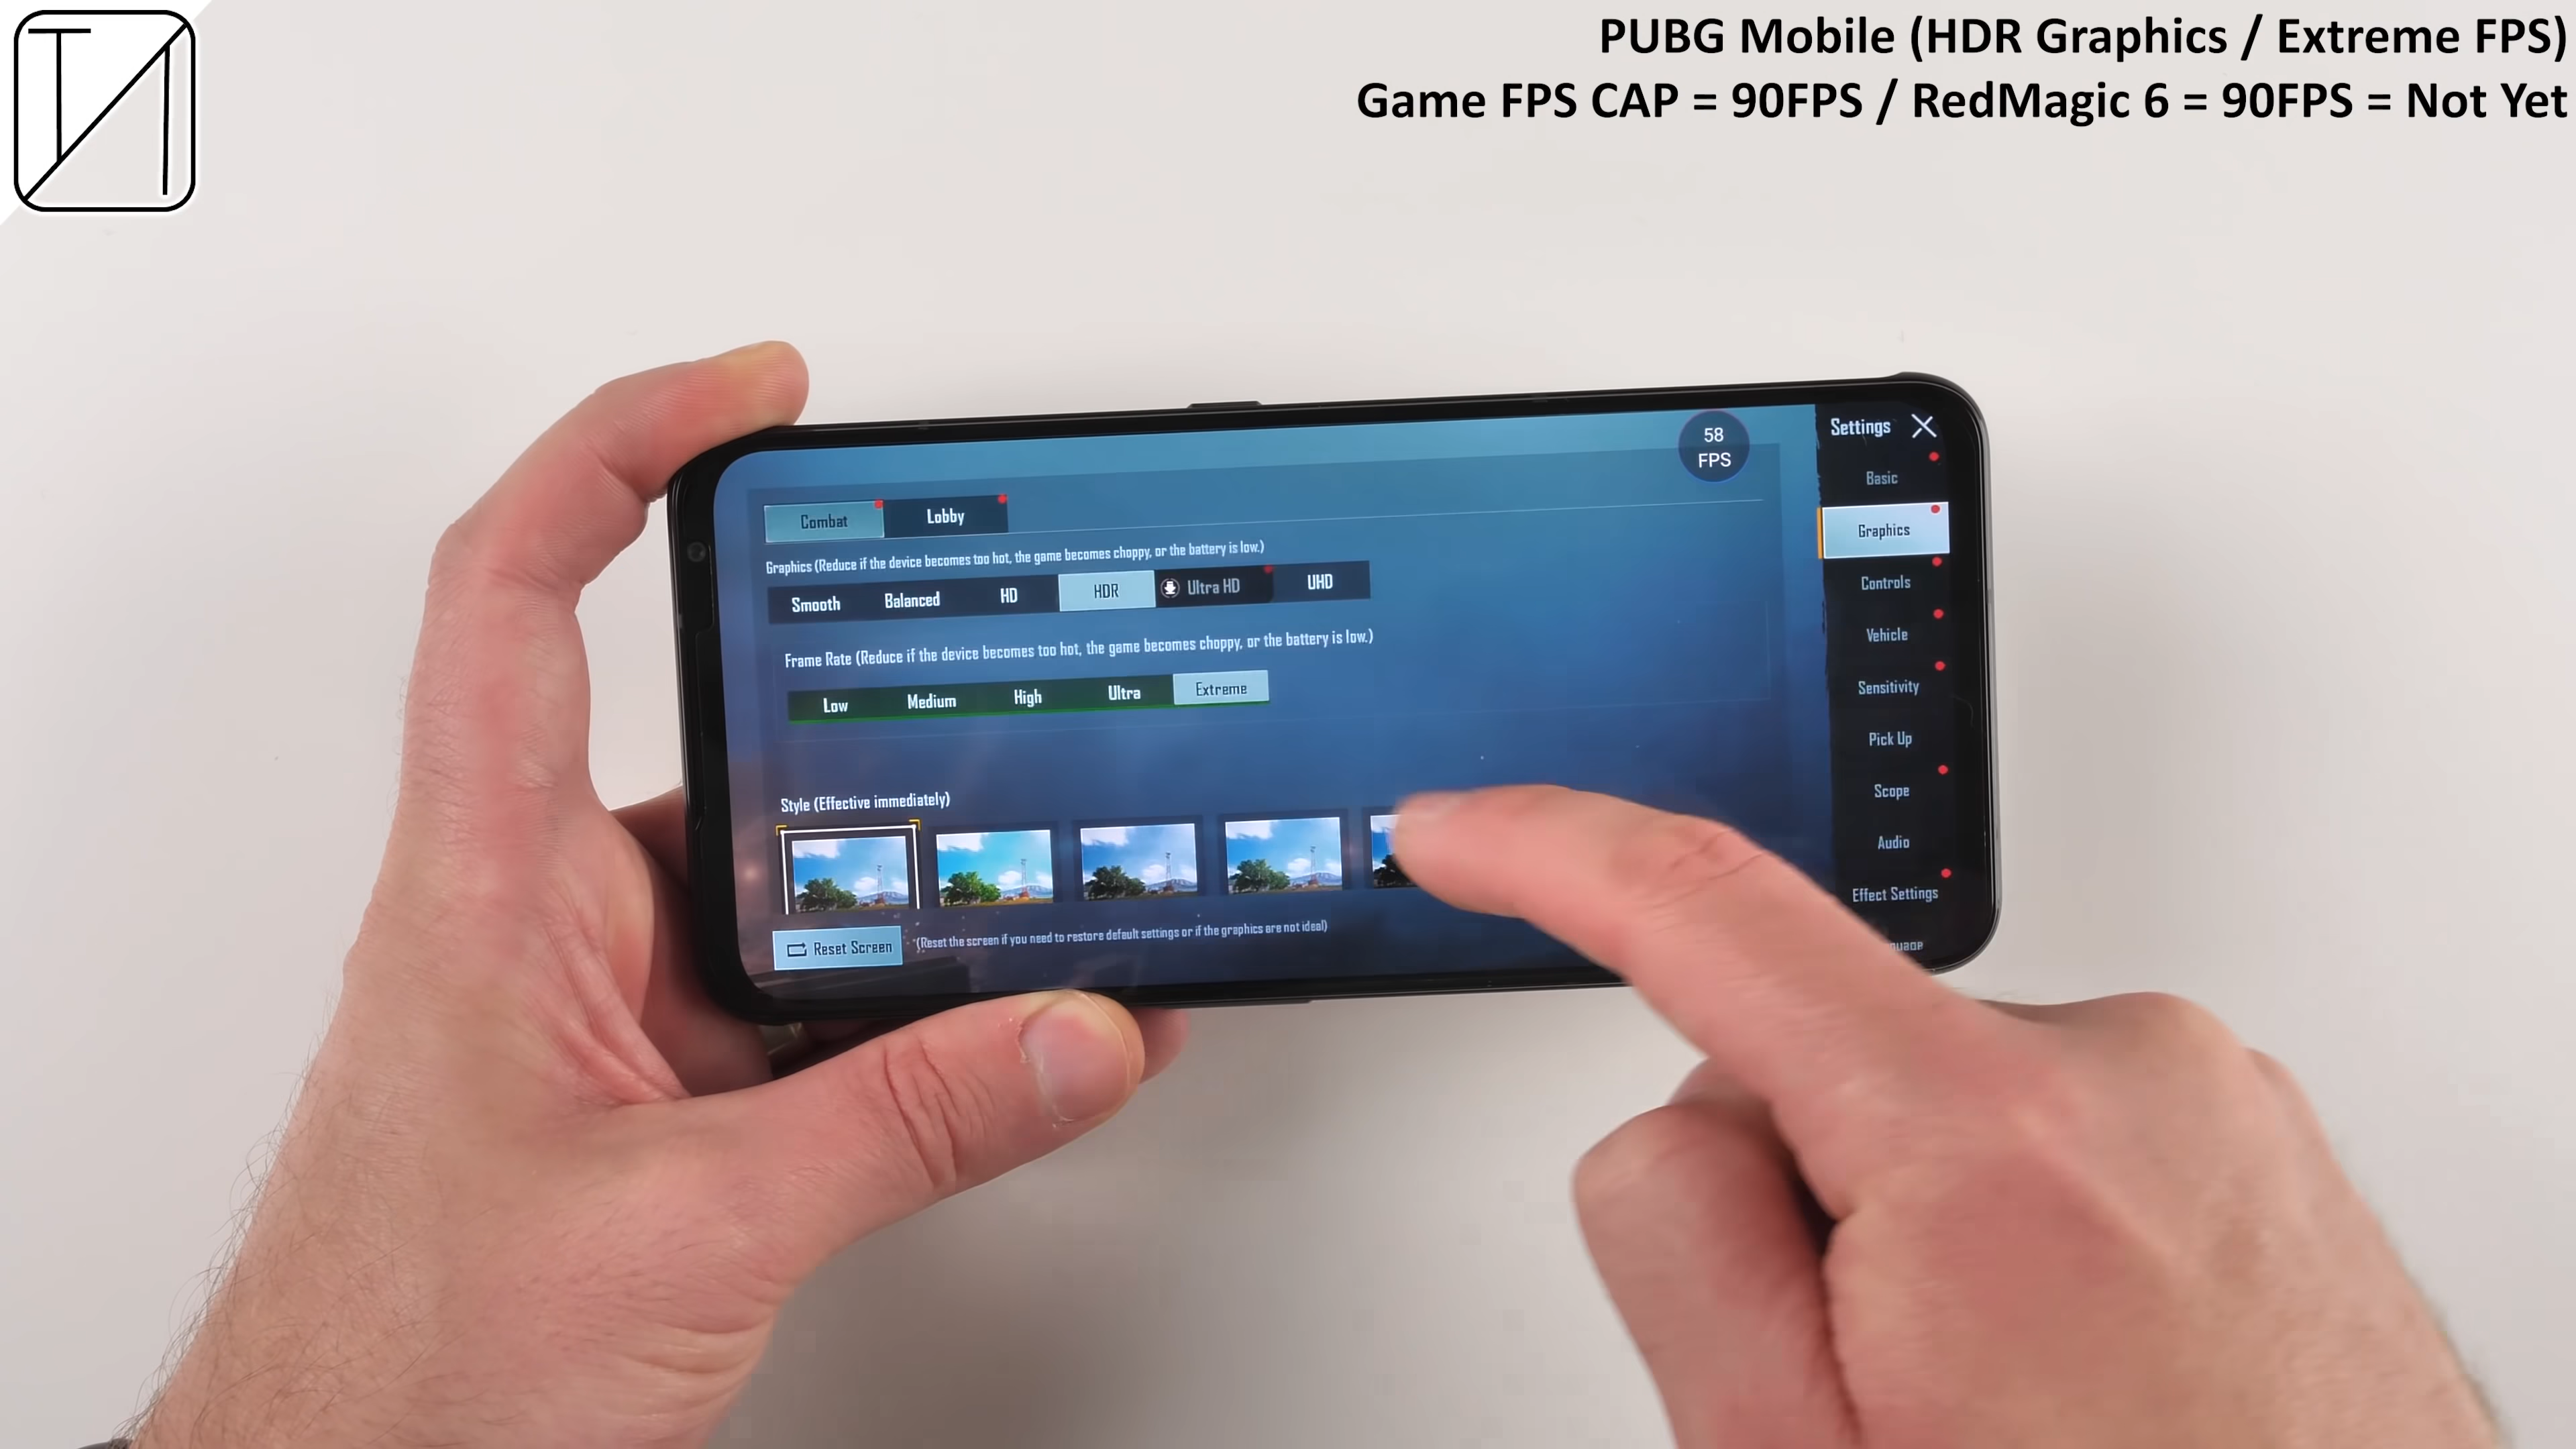 PUBG Mobile (HDR Graphics / Extreme FPS)
Game FPS CAP = 90FPS / RedMagic 6 = 90FPS = Not Yet
58
FPS
Settings
Combat
Lobby
Graphics (Reduce if the device becomes too hot, the game becomes choppy, or the battery is low.)
Smooth Balanced HD HDR Ultra HD UHD
Frame Rate (Reduce if the device becomes too hot, the game becomes choppy, or the battery is low.)
Low Medium High Ultra Extreme
Style (Effective immediately)
Reset Screen
*(Reset the screen if you need to restore default settings or if the graphics are not ideal)
Basic
Graphics
Controls
Vehicle
Sensitivity
Pick Up
Scope
Audio
Effect Settings